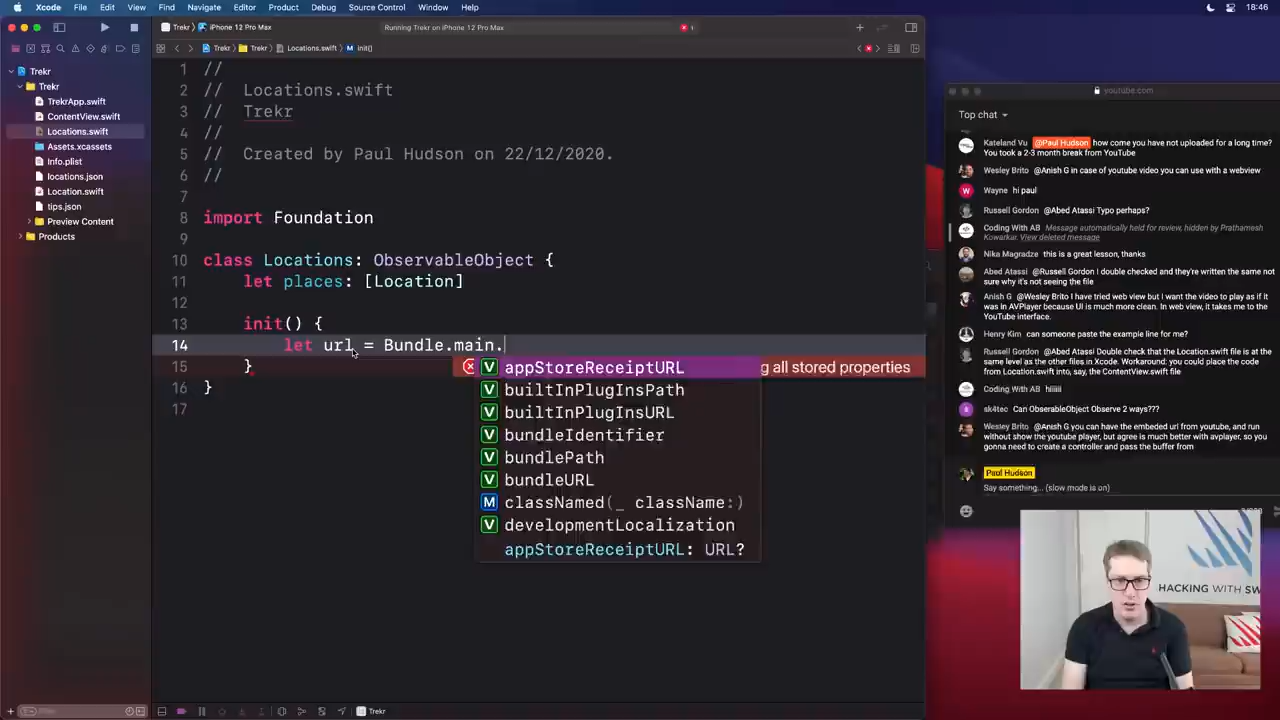 Xcode File Edit View Find Navigate Editor Product Debug Source Control Window Help 18:46
Trekr iPhone 12 Pro Max Running Trekr on iPhone 12 Pro Max 1
Trekr Trekr Locations.swift M init()
Trekr
Trekr
TrekrApp.swift
ContentView.swift
Locations.swift
Assets.xcassets
Info.plist
locations.json
Location.swift
tips.json
Preview Content
Products
1 //
2 // Locations.swift
3 // Trekr
4 //
5 // Created by Paul Hudson on 22/12/2020.
6 //
7
8 import Foundation
9
10 class Locations: ObservableObject {
11 let places: [Location]
12
13 init() {
14 let url = Bundle.main.
15 }
g all stored properties
16 }
17
V appStoreReceiptURL
V builtInPlugInsPath
V builtInPlugInsURL
V bundleIdentifier
V bundlePath
V bundleURL
M classNamed(_ className:)
V developmentLocalization
appStoreReceiptURL: URL?
Trekr
youtube.com
Top chat
Kateland Vu @Paul Hudson how come you have not uploaded for a long time?
You took a 2-3 month break from YouTube
Wesley Brito @Anish G in case of youtube video you can use with a webview
W Wayne hi paul
Russell Gordon @Abed Atassi Typo perhaps?
Coding With AB Message automatically held for review, hidden by Prathamesh
Kowarkar. View deleted message
Nika Magradze this is a great lesson, thanks
Abed Atassi @Russell Gordon I double checked and they're written the same not
sure why it's not seeing the file
Anish G @Wesley Brito I have tried web view but I want the video to play as if it
was in AVPlayer because UI is much more clean. In web view, it takes me to the
YouTube interface.
Henry Kim can someone paste the example line for me?
Russell Gordon @Abed Atassi Double check that the Location.swift file is at the
same level as the other files in Xcode. Workaround: you could place the code
from Location.swift into, say, the ContentView.swift file
Coding With AB hiiiiii
sk4tec Can ObserableObject Observe 2 ways???
Wesley Brito @Anish G you can have the embeded url from youtube, and run
without show the youtube player, but agree is much better with avplayer, so you
gonna need to create a controller and pass the buffer from
Paul Hudson
Say something... (slow mode is on)
HACKING WITH SW